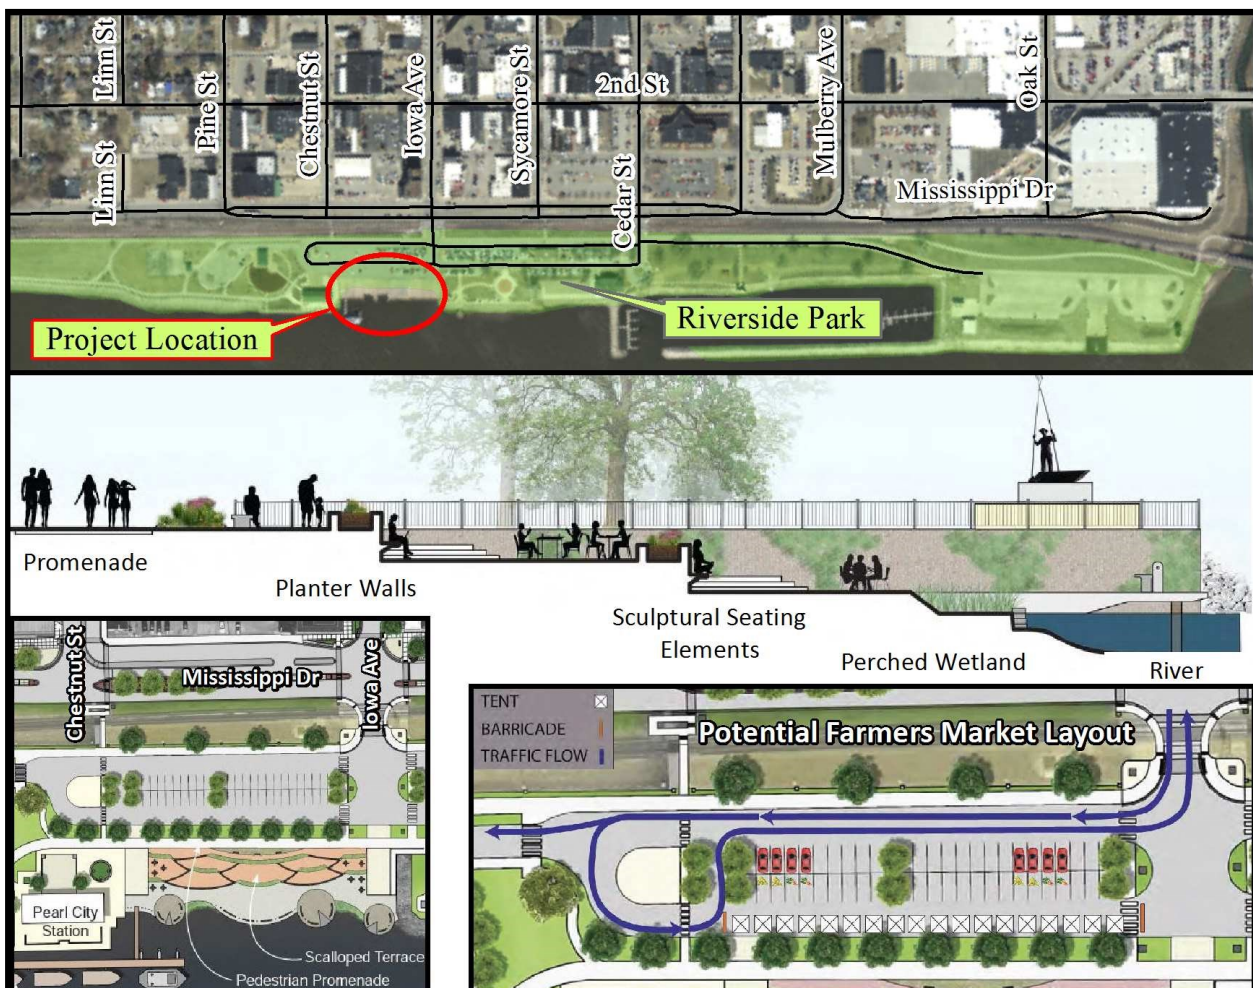 Linn St
Pine St
Chestnut St
Iowa Ave
Sycamore St
2nd St
Mulberry Ave
Oak St
Linn St
Cedar St
Mississippi Dr
Project Location
Riverside Park
Promenade
Planter Walls
Sculptural Seating
Elements
Perched Wetland
River
Chestnut St
Mississippi Dr
Iowa Ave
Pearl City
Station
Scalloped Terrace
Pedestrian Promenade
TENT
BARRICADE
TRAFFIC FLOW
Potential Farmers Market Layout